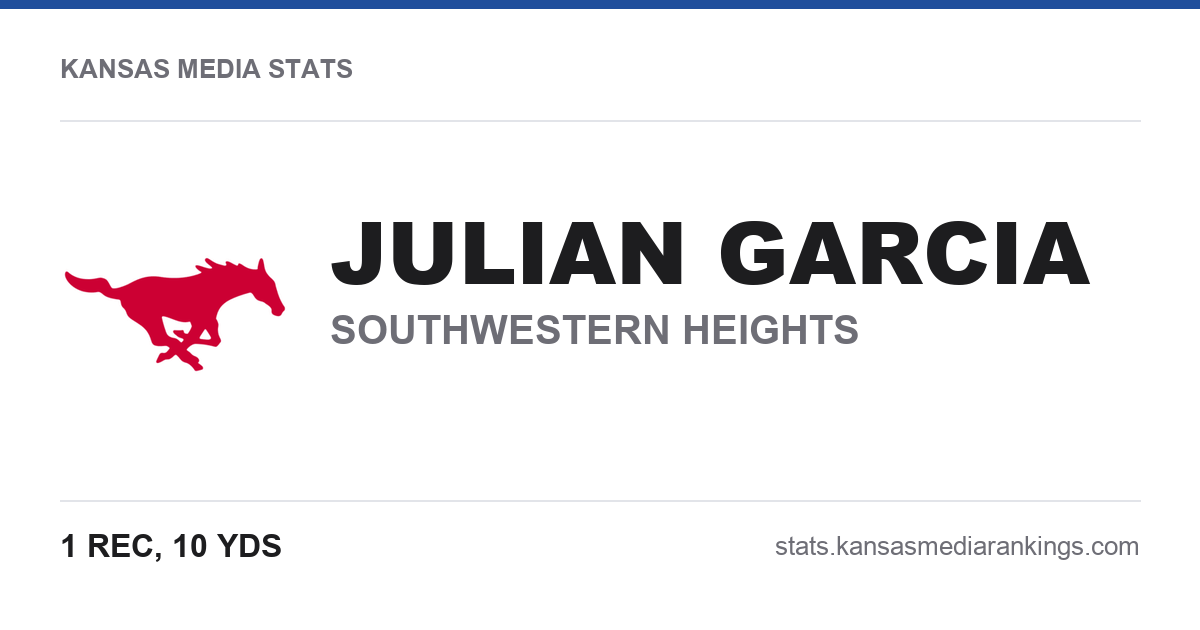 KANSAS MEDIA STATS
JULIAN GARCIA
SOUTHWESTERN HEIGHTS
1 REC, 10 YDS
stats.kansasmediarankings.com